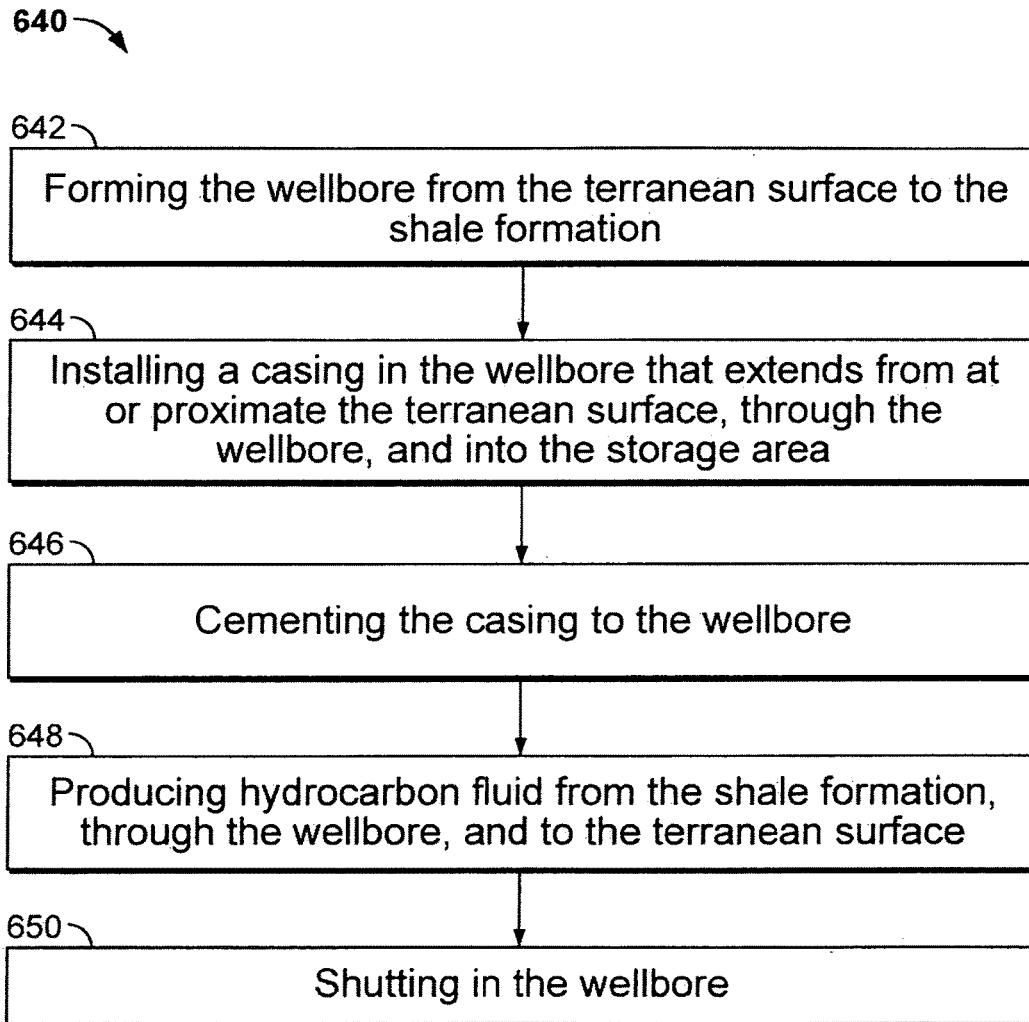 640
642
Forming the wellbore from the terranean surface to the
shale formation
644
Installing a casing in the wellbore that extends from at
or proximate the terranean surface, through the
wellbore, and into the storage area
646
Cementing the casing to the wellbore
648
Producing hydrocarbon fluid from the shale formation,
through the wellbore, and to the terranean surface
650
Shutting in the wellbore